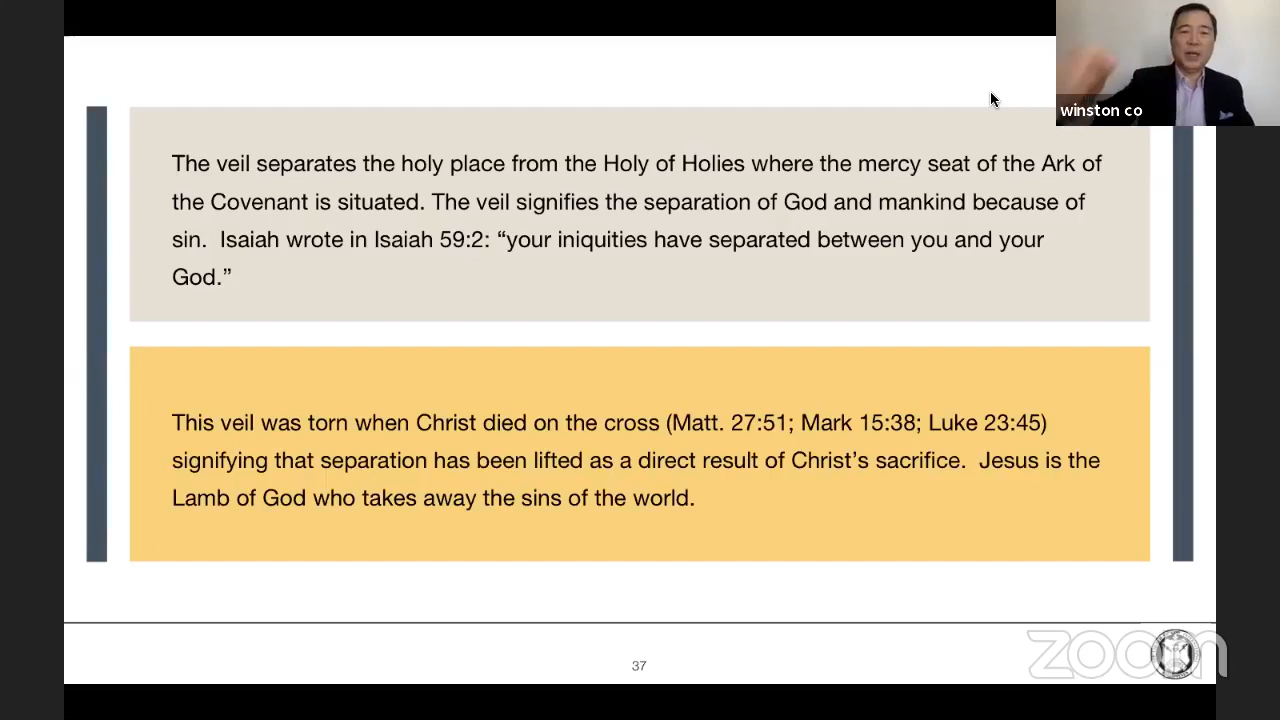 winston co
The veil separates the holy place from the Holy of Holies where the mercy seat of the Ark of
the Covenant is situated. The veil signifies the separation of God and mankind because of
sin.  Isaiah wrote in Isaiah 59:2: “your iniquities have separated between you and your
God.”
This veil was torn when Christ died on the cross (Matt. 27:51; Mark 15:38; Luke 23:45)
signifying that separation has been lifted as a direct result of Christ’s sacrifice.  Jesus is the
Lamb of God who takes away the sins of the world.
37
zoom